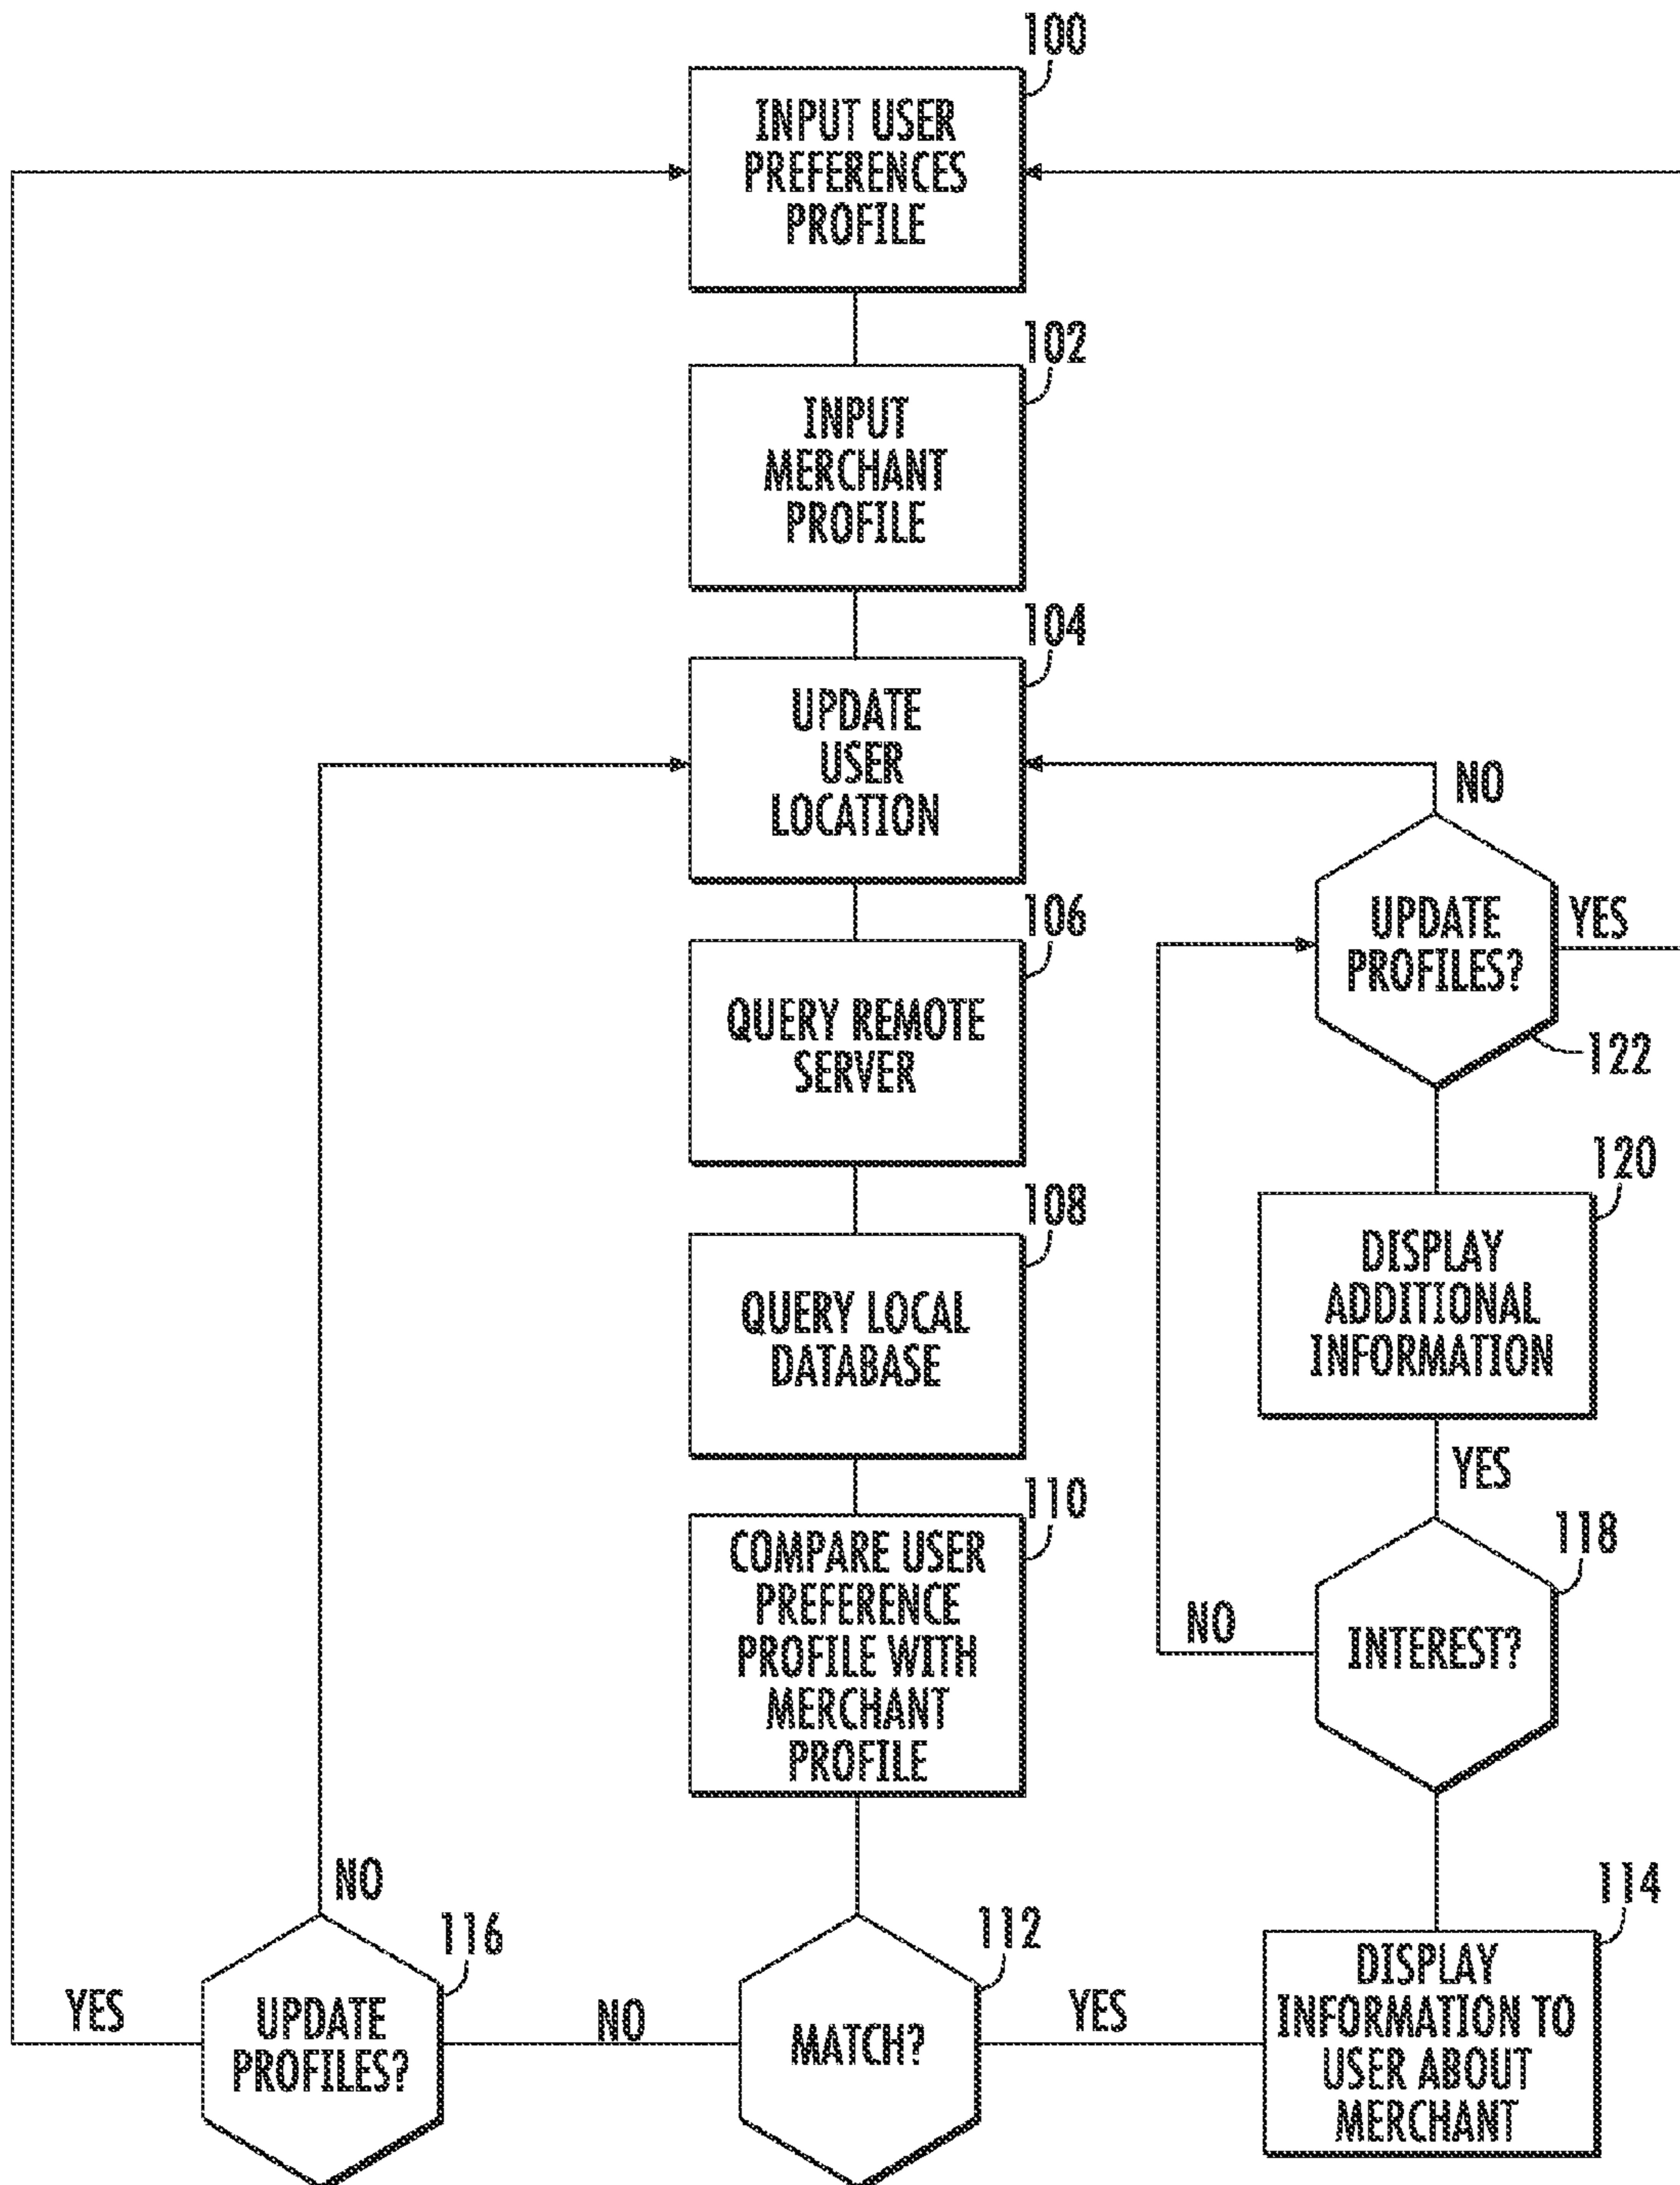 100
INPUT USER
PREFERENCES
PROFILE
102
INPUT
MERCHANT
PROFILE
104
UPDATE
USER
LOCATION
NO
106
UPDATE
PROFILES?
YES
122
QUERY REMOTE
SERVER
108
QUERY LOCAL
DATABASE
120
DISPLAY
ADDITIONAL
INFORMATION
YES
110
COMPARE USER
PREFERENCE
PROFILE WITH
MERCHANT
PROFILE
118
INTEREST?
NO
NO
116
UPDATE
PROFILES?
YES
NO
112
MATCH?
YES
114
DISPLAY
INFORMATION TO
USER ABOUT
MERCHANT